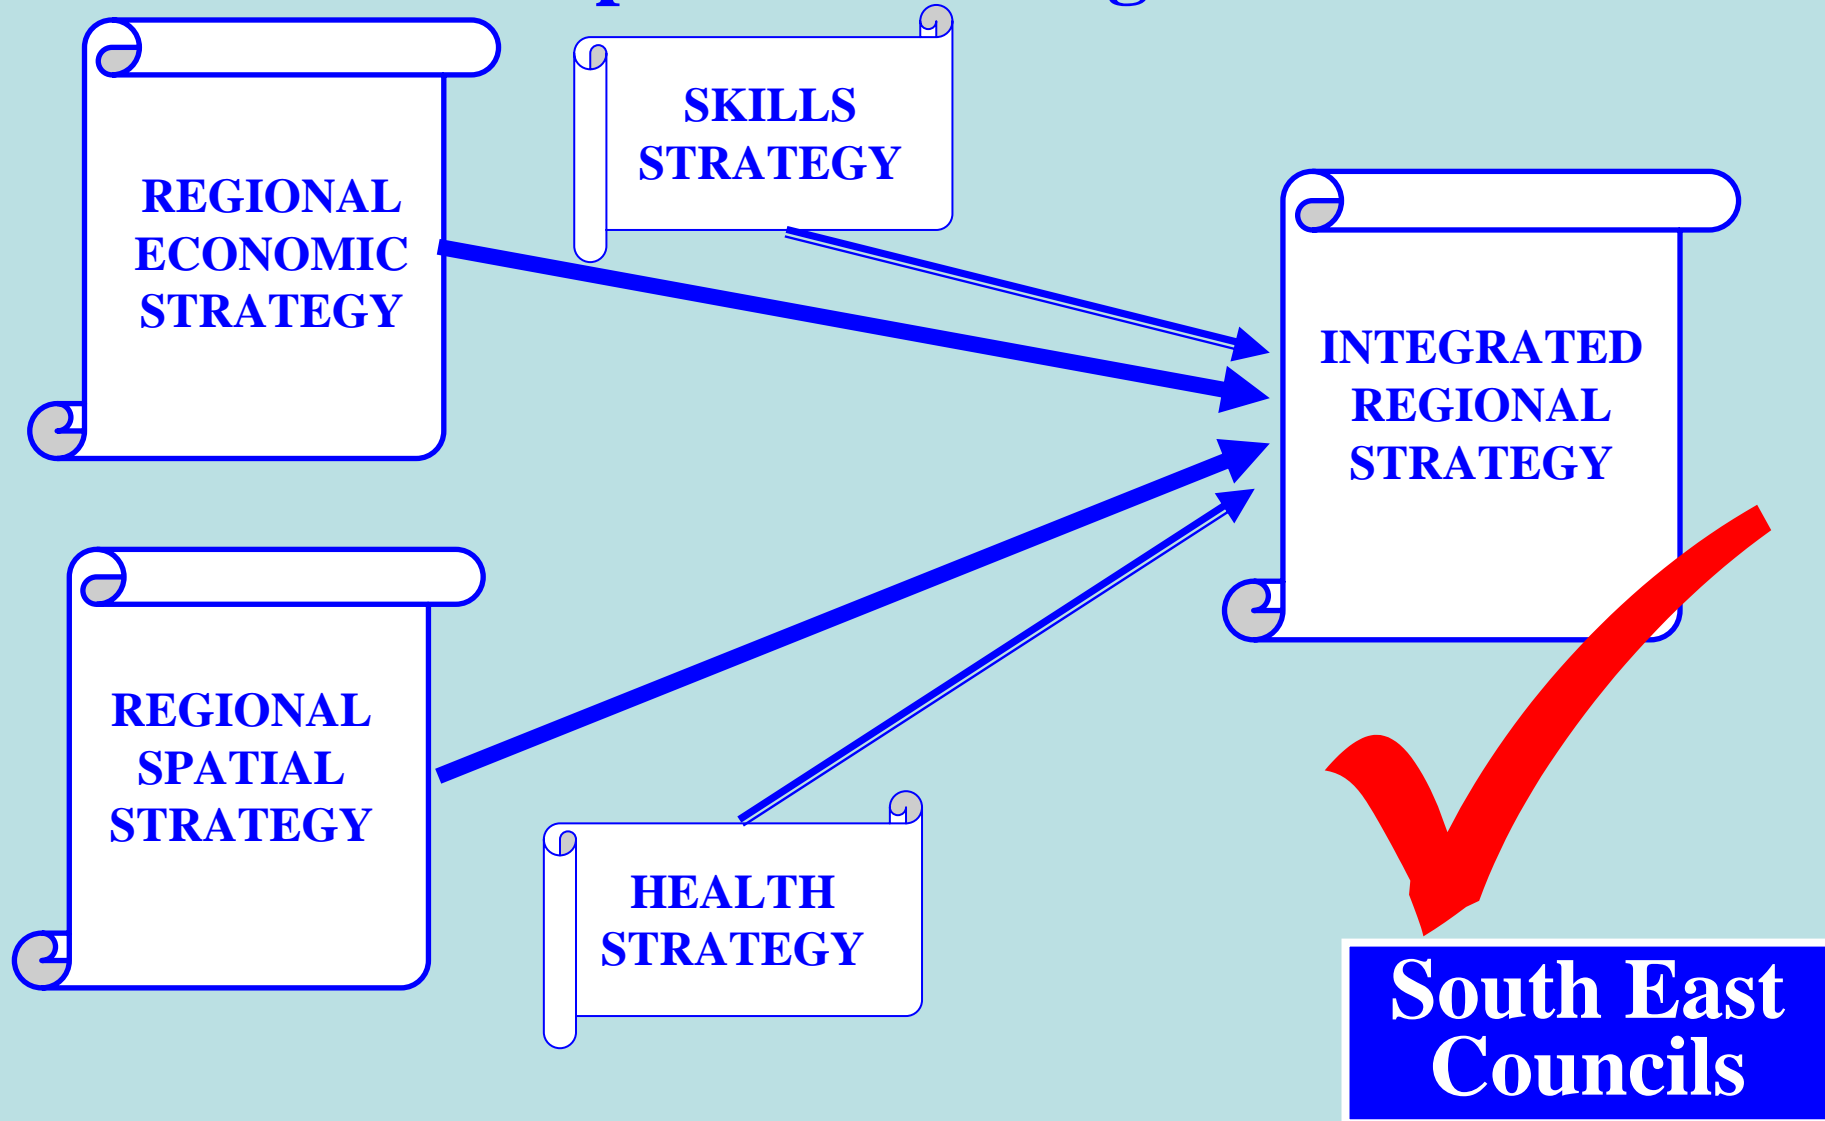 SKILLS
STRATEGY
REGIONAL
ECONOMIC
STRATEGY
INTEGRATED
REGIONAL
STRATEGY
REGIONAL
SPATIAL
STRATEGY
HEALTH
STRATEGY
South East
Councils